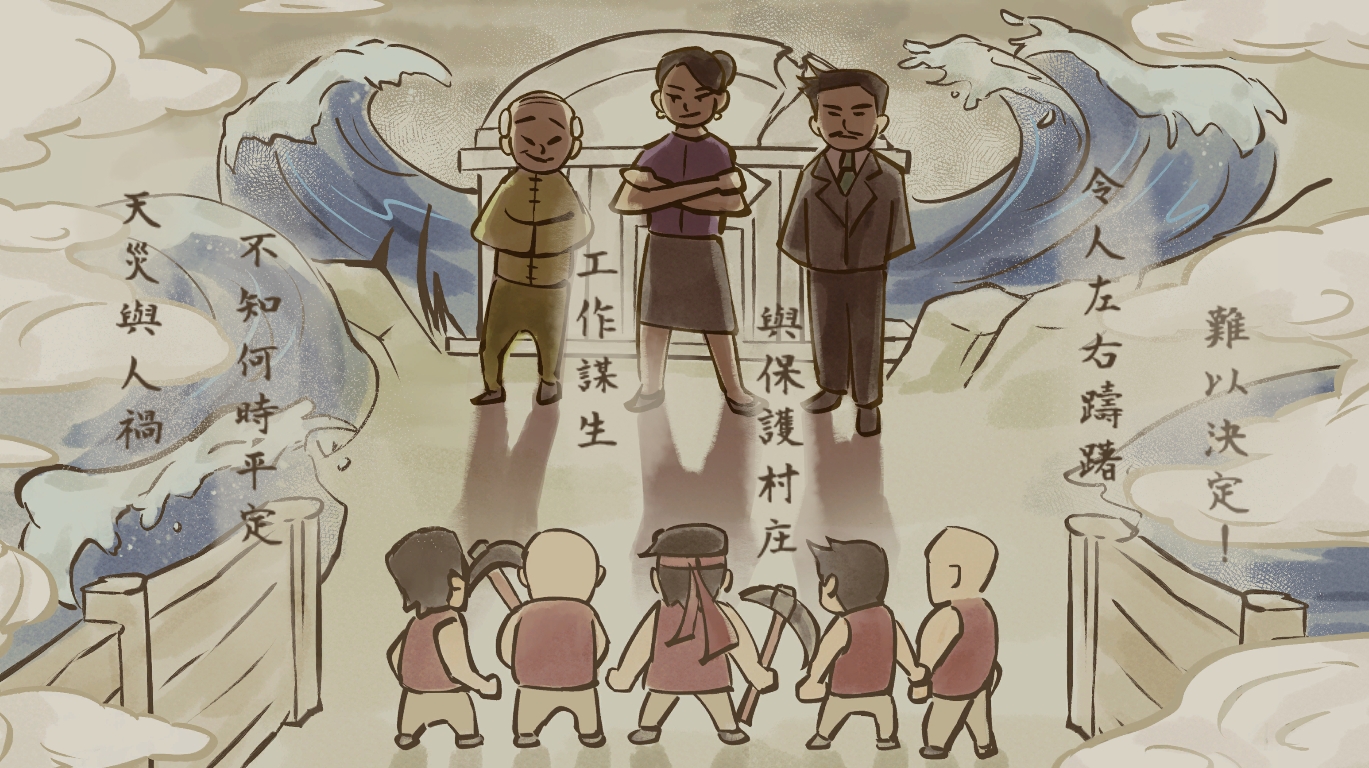 天災與人禍
不知何時平定
工作謀生
與保護村庄
令人左右躊躇
難以決定！